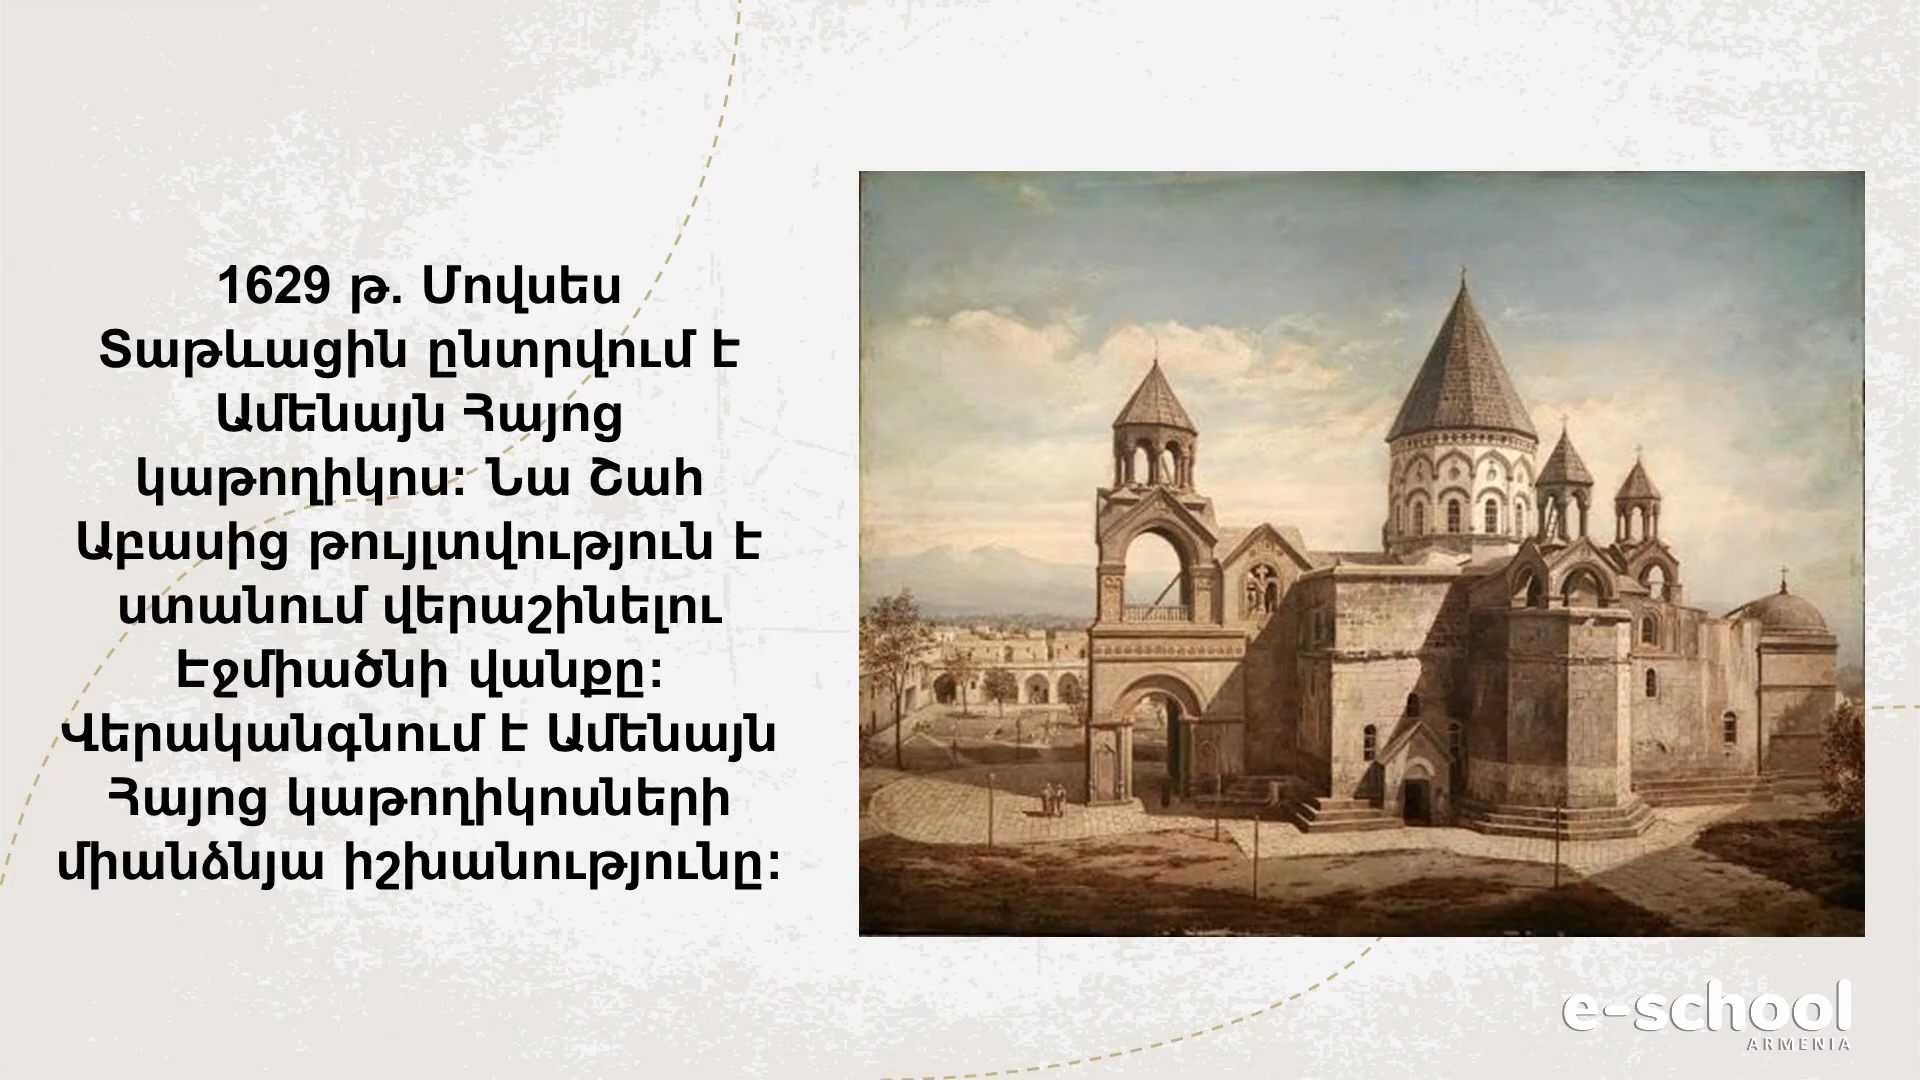 1629 թ. Մովսես
Տաթևացին ընտրվում է
Ամենայն Հայոց
կաթողիկոս: Նա Շահ
Աբասից թույլտվություն է
ստանում վերաշինելու
Էջմիածնի վանքը:
Վերականգնում է Ամենայն
Հայոց կաթողիկոսների
միանձնյա իշխանությունը:
e-school
ARMENIA